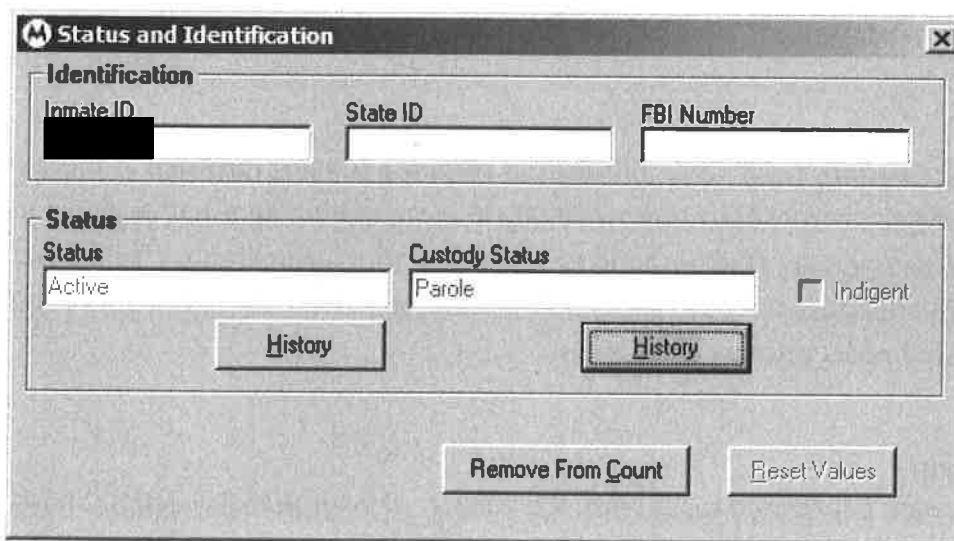 Status and Identification
Identification
Inmate ID State ID FBI Number
Status
Status Custody Status
Active Parole Indigent
History History
Remove From Count Reset Values